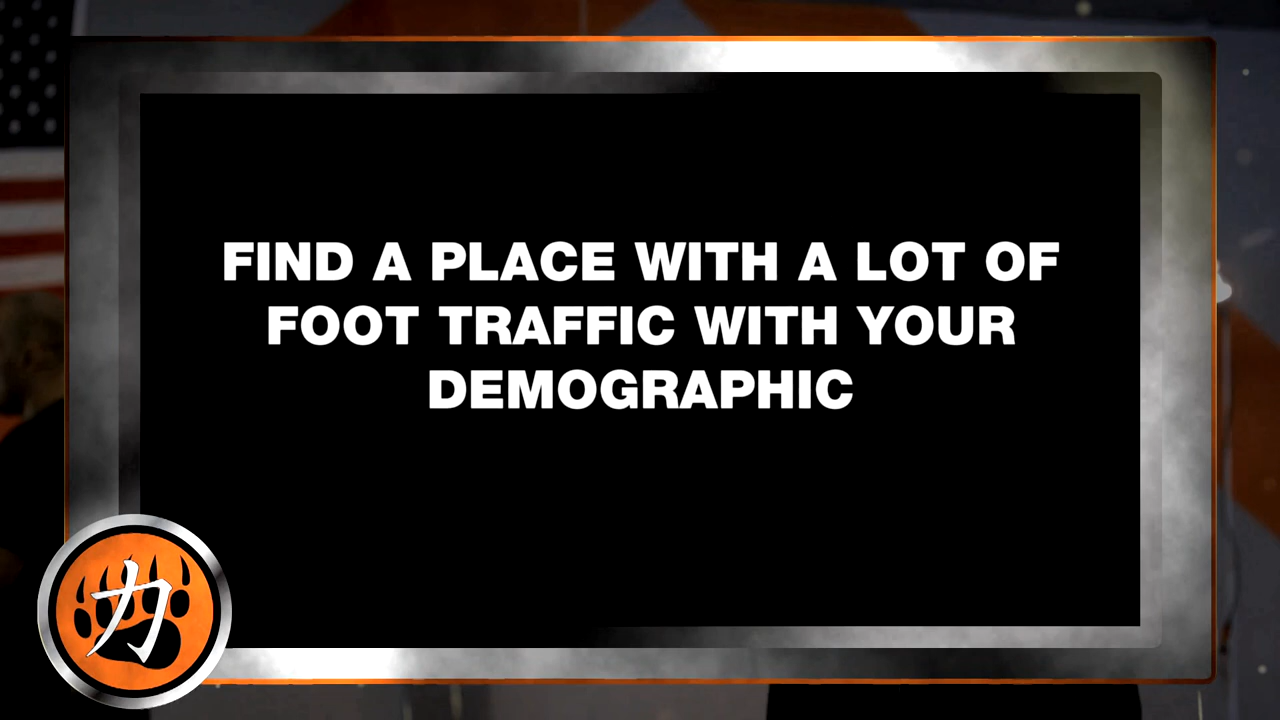 FIND A PLACE WITH A LOT OF
FOOT TRAFFIC WITH YOUR
DEMOGRAPHIC
力